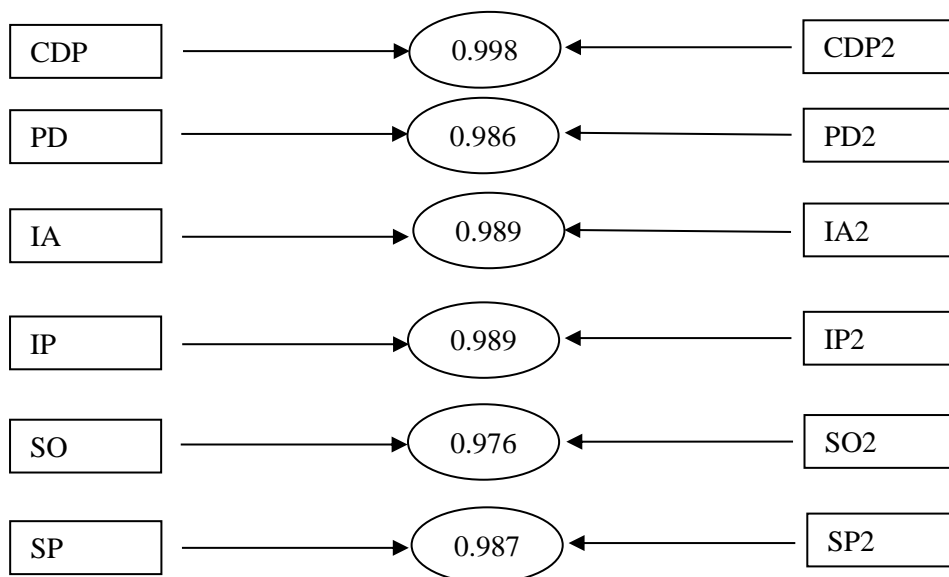 CDP 0.998 CDP2
PD 0.986 PD2
IA 0.989 IA2
IP 0.989 IP2
SO 0.976 SO2
SP 0.987 SP2